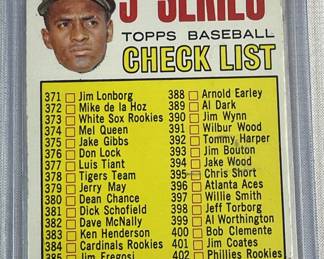 SERIES
TOPPS BASEBALL
CHECK LIST
371 Jim Lonborg
372 Mike de la Hoz
373 White Sox Rookies
374 Mel Queen
375 Jake Gibbs
376 Don Lock
377 Luis Tiant
378 Tigers Team
379 Jerry May
380 Dean Chance
381 Dick Schofield
382 Dave McNally
383 Ken Henderson
384 Cardinals Rookies
385 Jim Fregosi
388 Arnold Earley
389 Al Dark
390 Jim Wynn
391 Wilbur Wood
392 Tommy Harper
393 Jim Bouton
394 Jake Wood
395 Chris Short
396 Atlanta Aces
397 Willie Smith
398 Jeff Torborg
399 Al Worthington
400 Bob Clemente
401 Jim Coates
402 Phillies Rookies